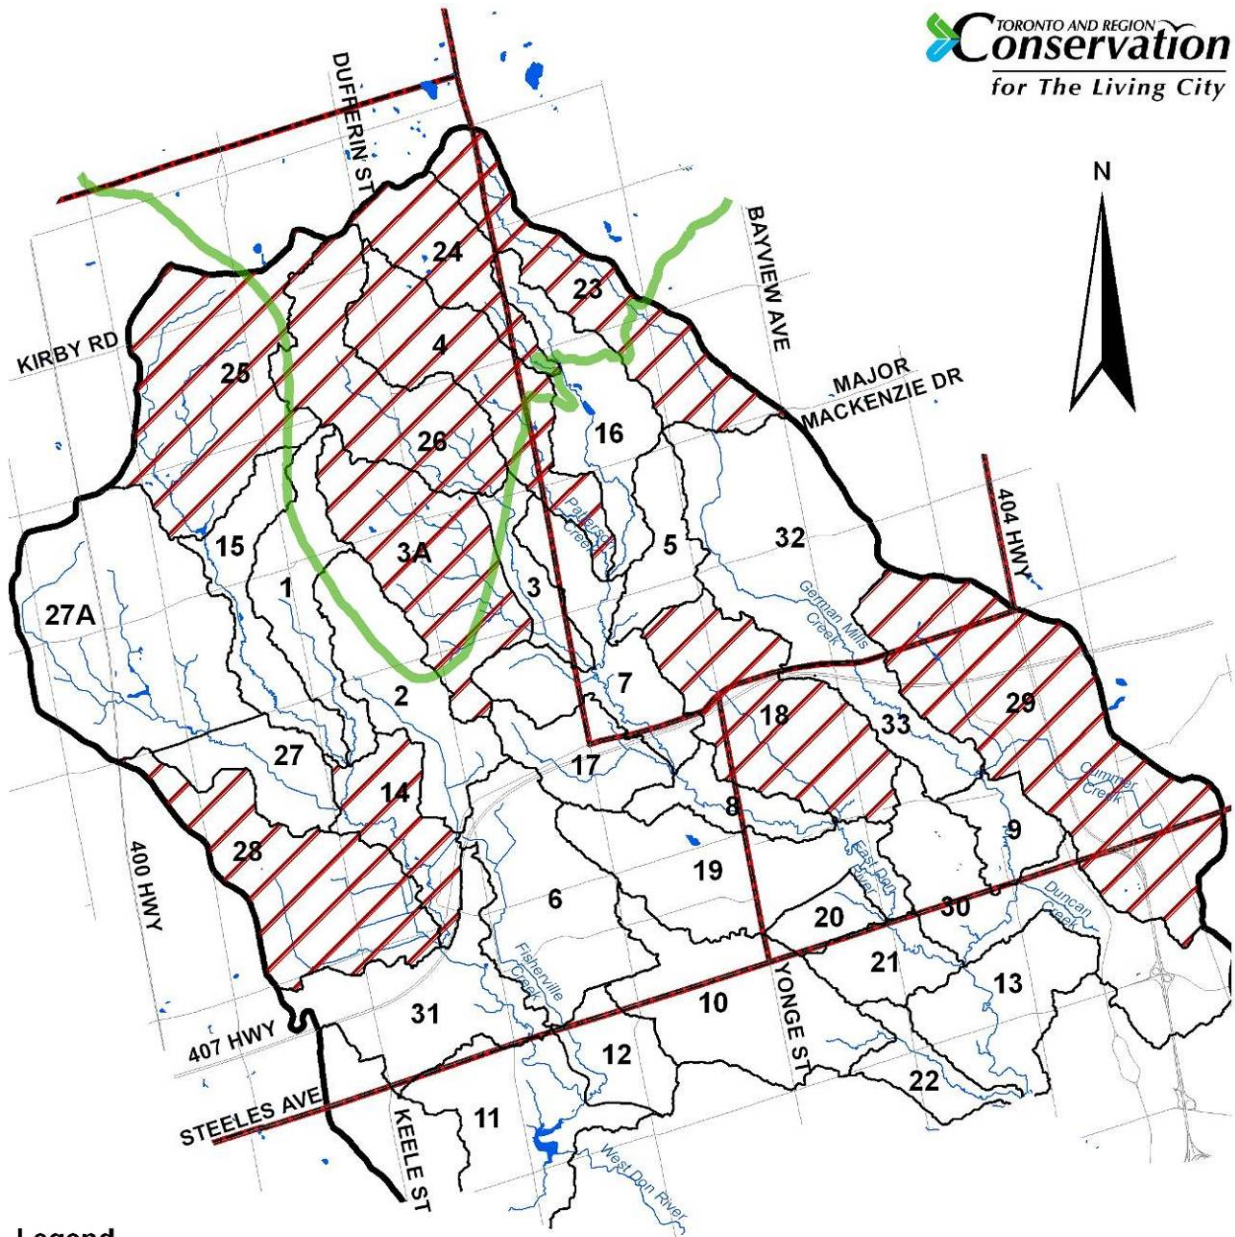 TORONTO AND REGION
Conservation
for The Living City
DUFFERIN ST
N
BAYVIEW AVE
24
23
KIRBY RD
4
25
MAJOR
MACKENZIE DR
26
16
404 HWY
Patterson
Creek
15
3A
5
32
1
3
27A
German Mills
Creek
2
7
29
18
33
27
17
Cummer
Creek
14
8
9
400 HWY
28
19
East Don
River
6
30
Duncan
Creek
20
21
Fisherville
Creek
13
10
YONGE ST
31
407 HWY
12
22
STEELES AVE
11
KEELE ST
West Don River
Legend